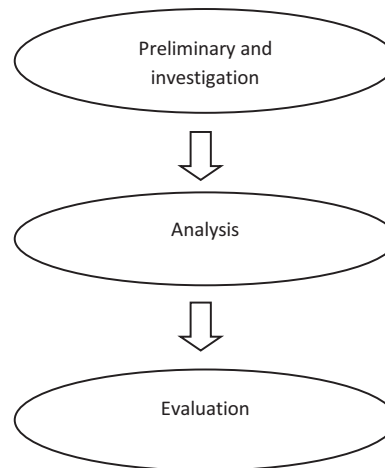 Preliminary and
investigation
Analysis
Evaluation